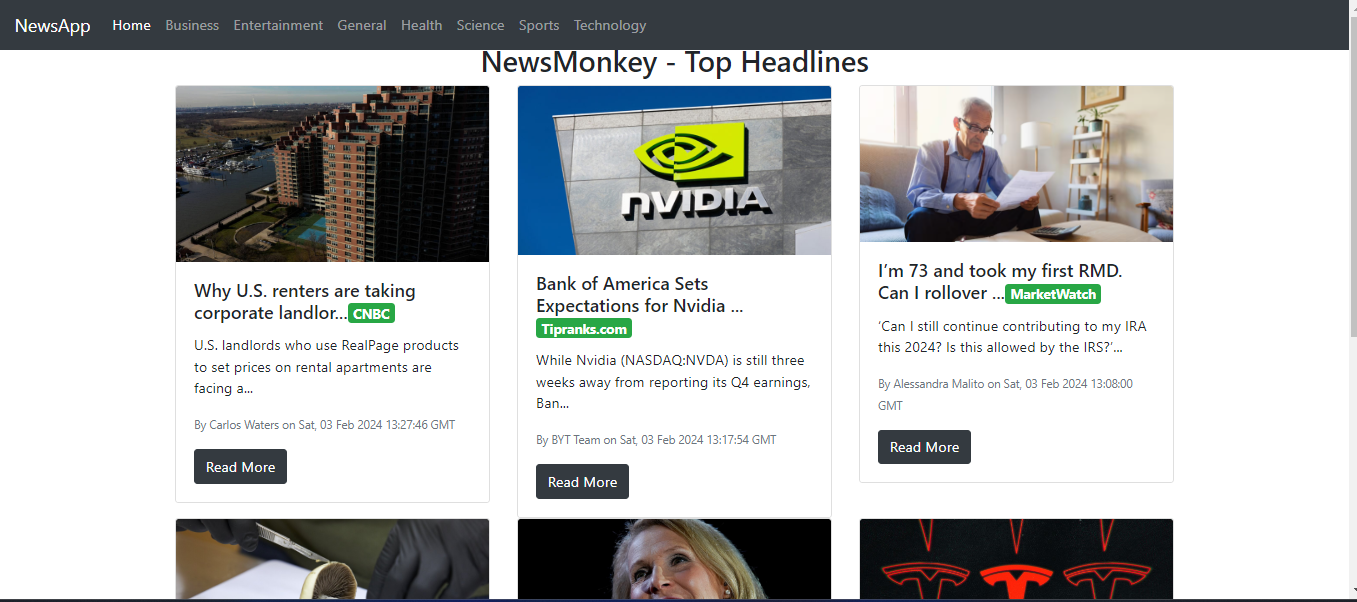 NewsApp Home Business Entertainment General Health Science Sports Technology
NewsMonkey - Top Headlines
Why U.S. renters are taking
corporate landlor... CNBC
U.S. landlords who use RealPage products
to set prices on rental apartments are
facing a...
By Carlos Waters on Sat, 03 Feb 2024 13:27:46 GMT
Read More
NVIDIA
Bank of America Sets
Expectations for Nvidia ...
Tipranks.com
While Nvidia (NASDAQ:NVDA) is still three
weeks away from reporting its Q4 earnings,
Ban...
By BYT Team on Sat, 03 Feb 2024 13:17:54 GMT
Read More
I’m 73 and took my first RMD.
Can I rollover ... MarketWatch
‘Can I still continue contributing to my IRA
this 2024? Is this allowed by the IRS?’...
By Alessandra Malito on Sat, 03 Feb 2024 13:08:00
GMT
Read More